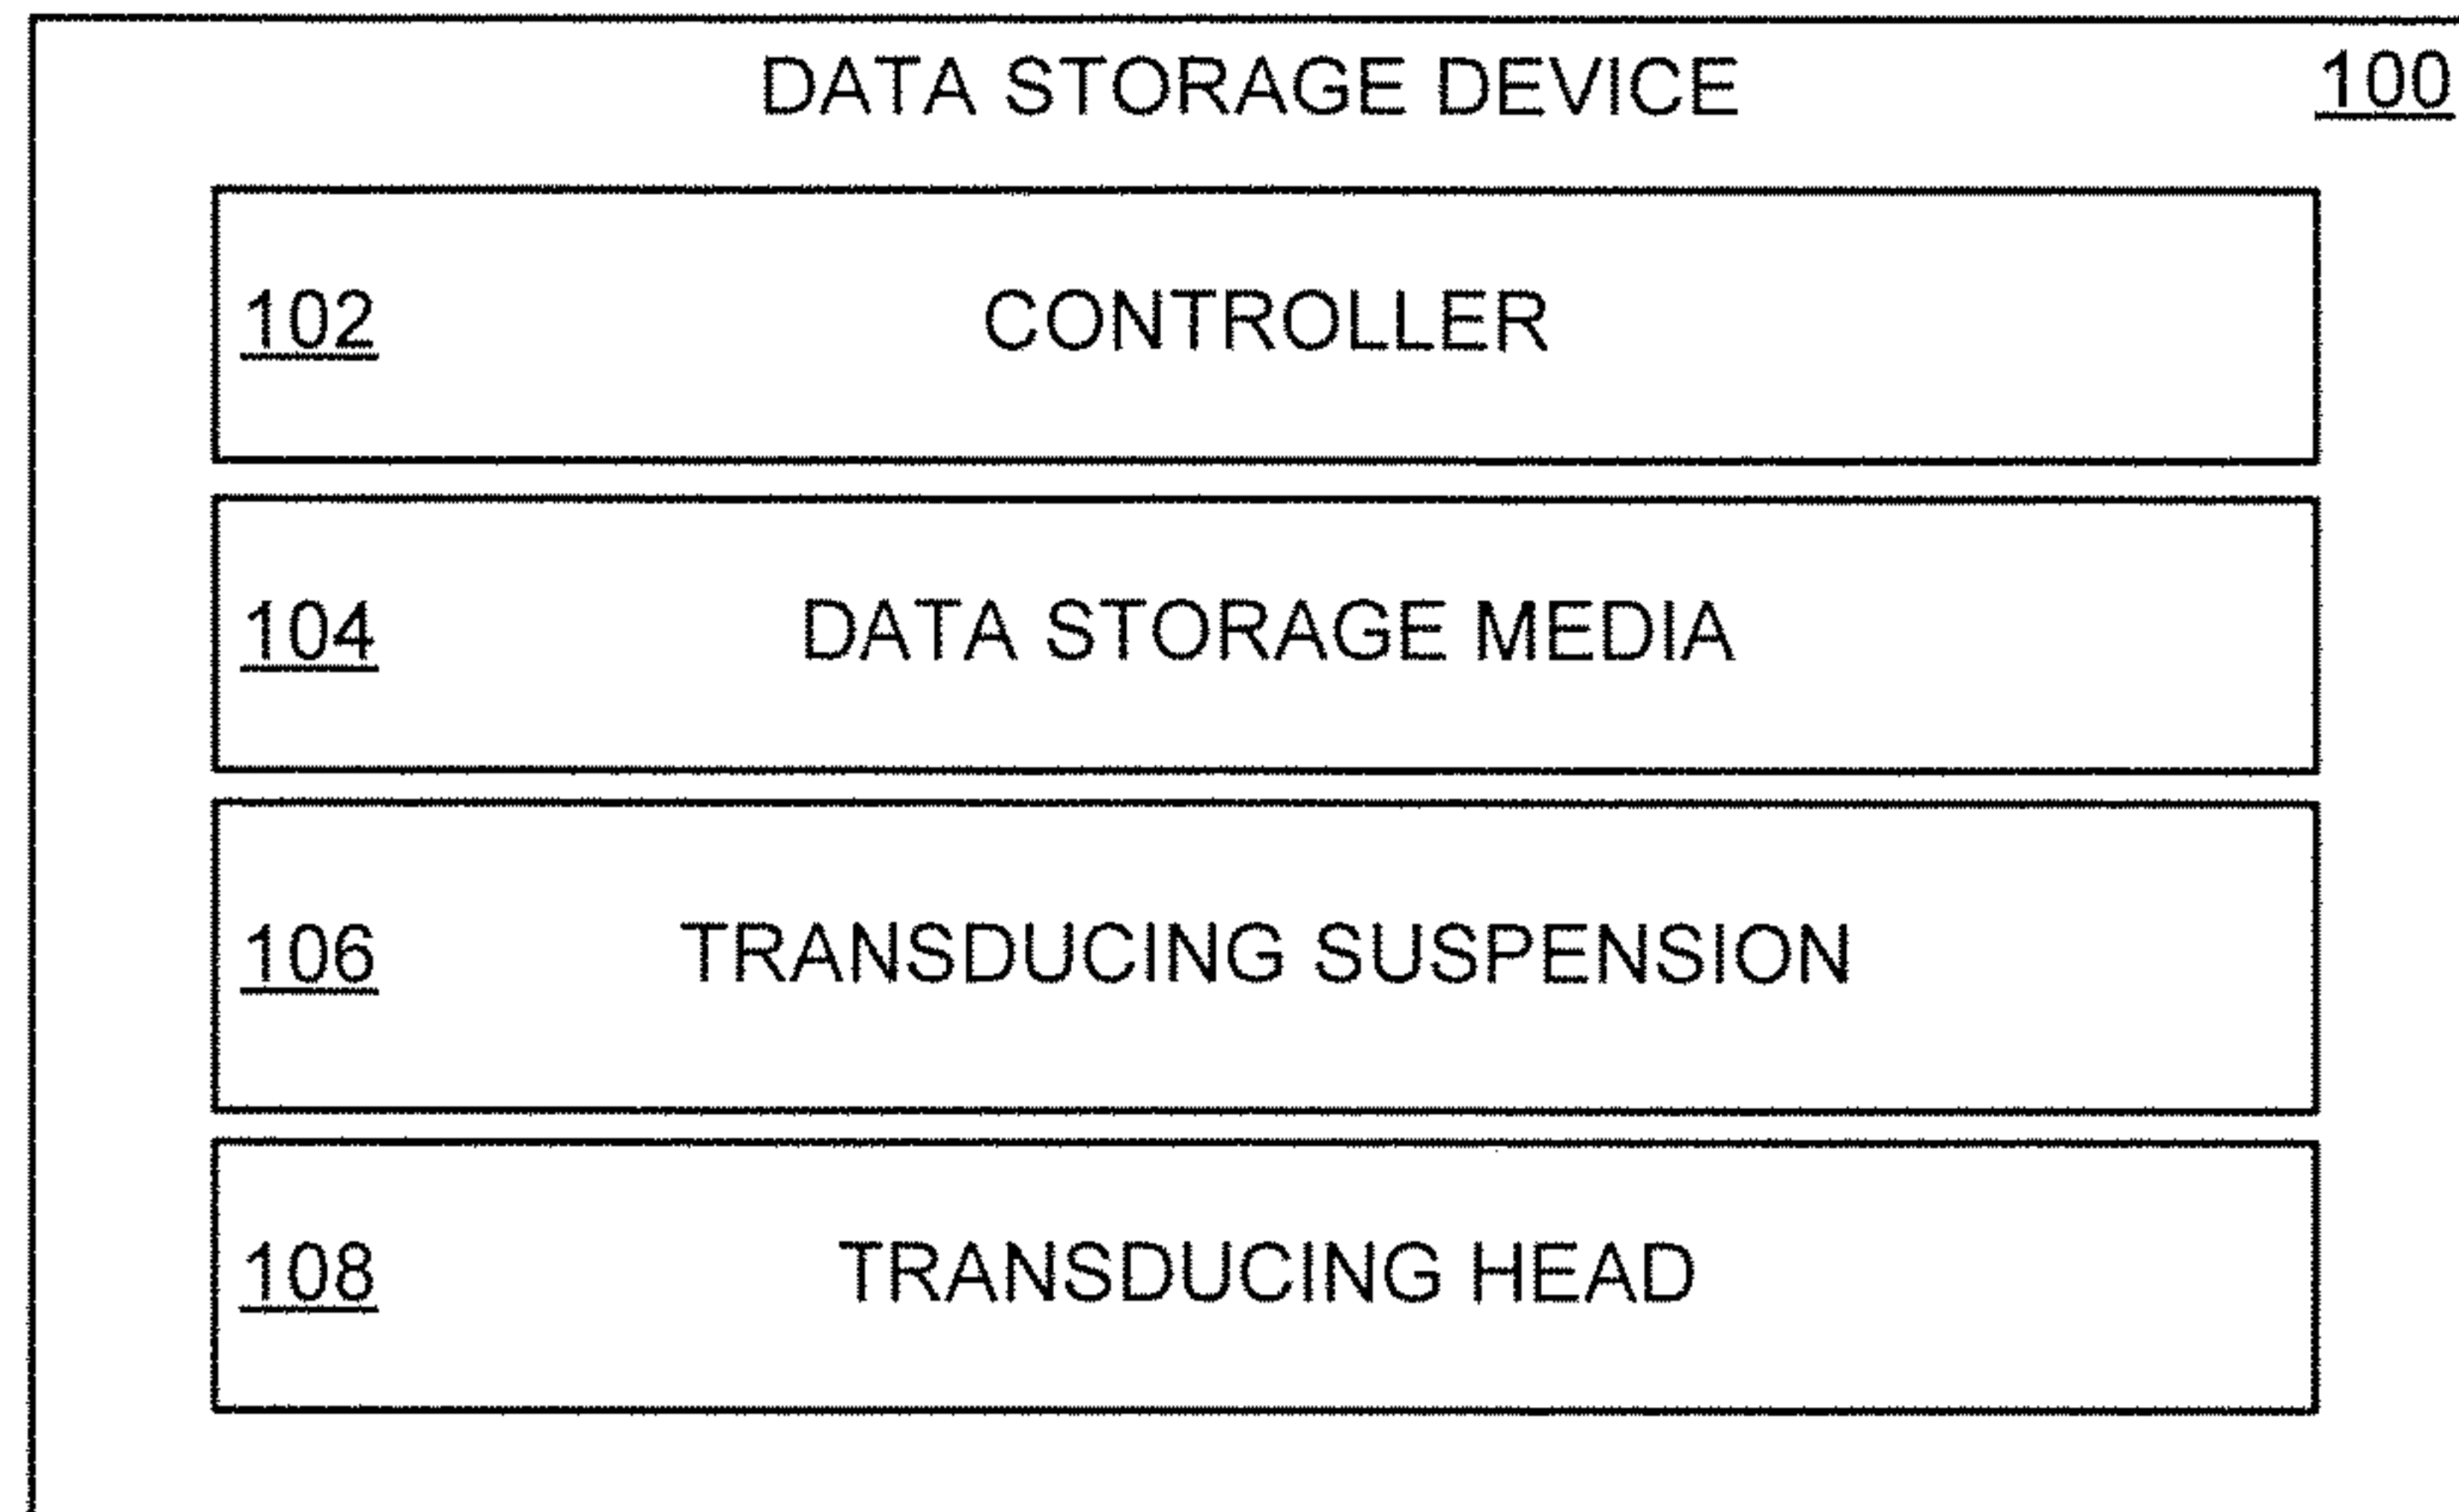 DATA STORAGE DEVICE 100
102 CONTROLLER
104 DATA STORAGE MEDIA
106 TRANSDUCING SUSPENSION
108 TRANSDUCING HEAD